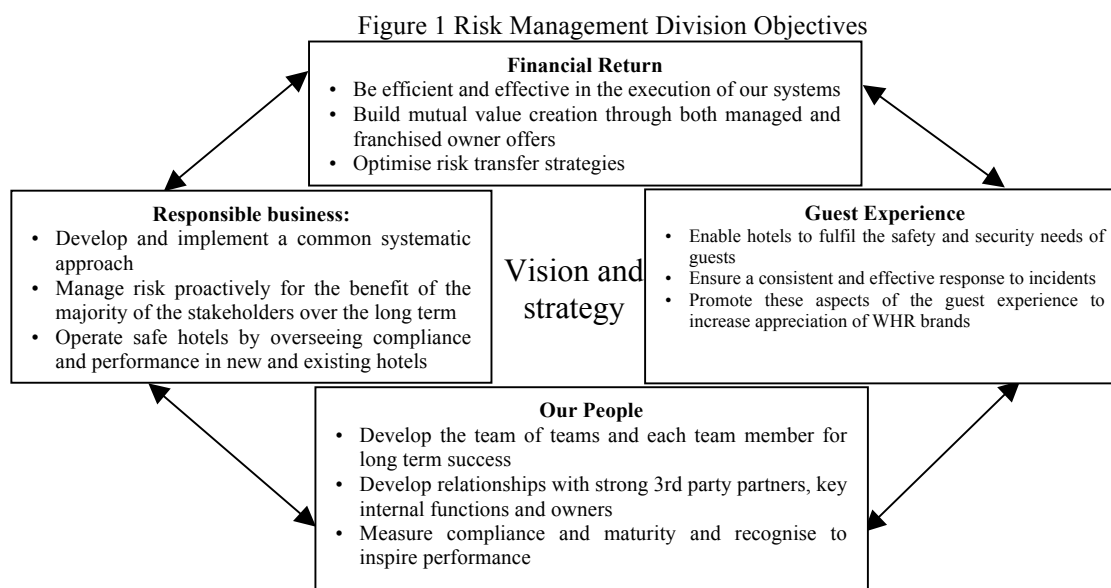 Figure 1 Risk Management Division Objectives
Financial Return
• Be efficient and effective in the execution of our systems
• Build mutual value creation through both managed and
franchised owner offers
• Optimise risk transfer strategies
Responsible business:
• Develop and implement a common systematic
approach
• Manage risk proactively for the benefit of the
majority of the stakeholders over the long term
• Operate safe hotels by overseeing compliance
and performance in new and existing hotels
Vision and
strategy
Guest Experience
• Enable hotels to fulfil the safety and security needs of
guests
• Ensure a consistent and effective response to incidents
• Promote these aspects of the guest experience to
increase appreciation of WHR brands
Our People
• Develop the team of teams and each team member for
long term success
• Develop relationships with strong 3rd party partners, key
internal functions and owners
• Measure compliance and maturity and recognise to
inspire performance